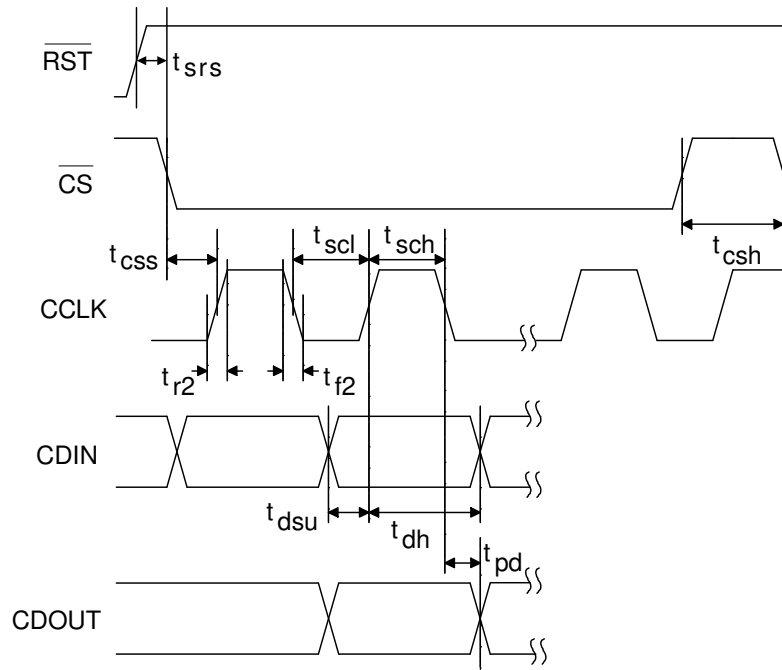 RST
t srs
CS
t css
t scl
t sch
t csh
CCLK
t r2
t f2
CDIN
t dsu
t dh
t pd
CDOUT